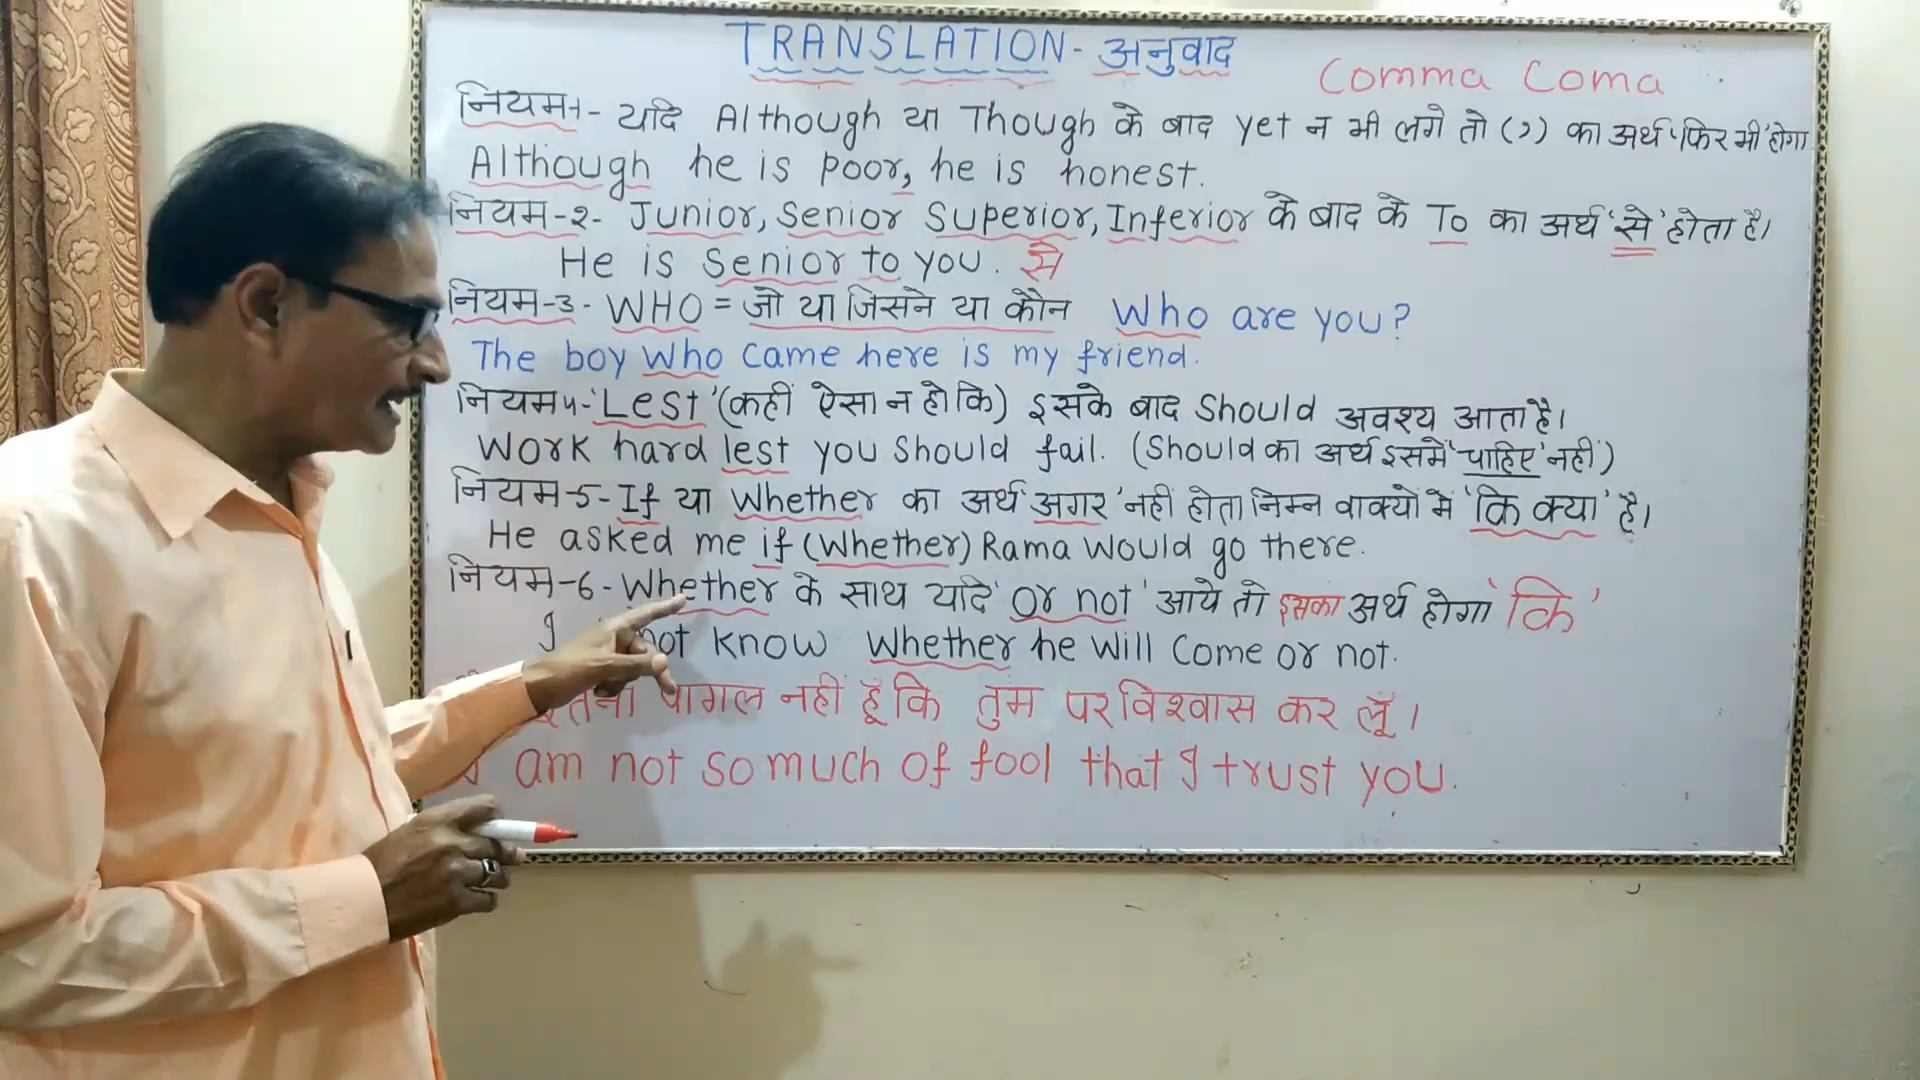 TRANSLATION - अनुवाद
Comma Coma
नियम-1- यदि Although या Though के बाद yet न भी लगे तो (,) का अर्थ 'फिर भी' होगा
Although he is poor, he is honest.
नियम-2- Junior, Senior Superior, Inferior के बाद के To का अर्थ 'से' होता है।
He is Senior to you. से
नियम-3- WHO = जो या जिसने या कौन Who are you?
The boy who came here is my friend.
नियम 4-'Lest' (कहीं ऐसा न हो कि) इसके बाद Should अवश्य आता है।
Work hard lest you should fail. (Should का अर्थ इसमें 'चाहिए' नहीं)
नियम-5-If या Whether का अर्थ 'अगर' नहीं होता निम्न वाक्यों में 'कि क्या' है।
He asked me if (Whether) Rama would go there.
नियम-6-Whether के साथ यदि 'or not' आये तो इसका अर्थ होगा 'कि'
I not know whether he will come or not.
इतना पागल नहीं हूँ कि तुम पर विश्वास कर लूँ।
I am not so much of fool that I trust you.